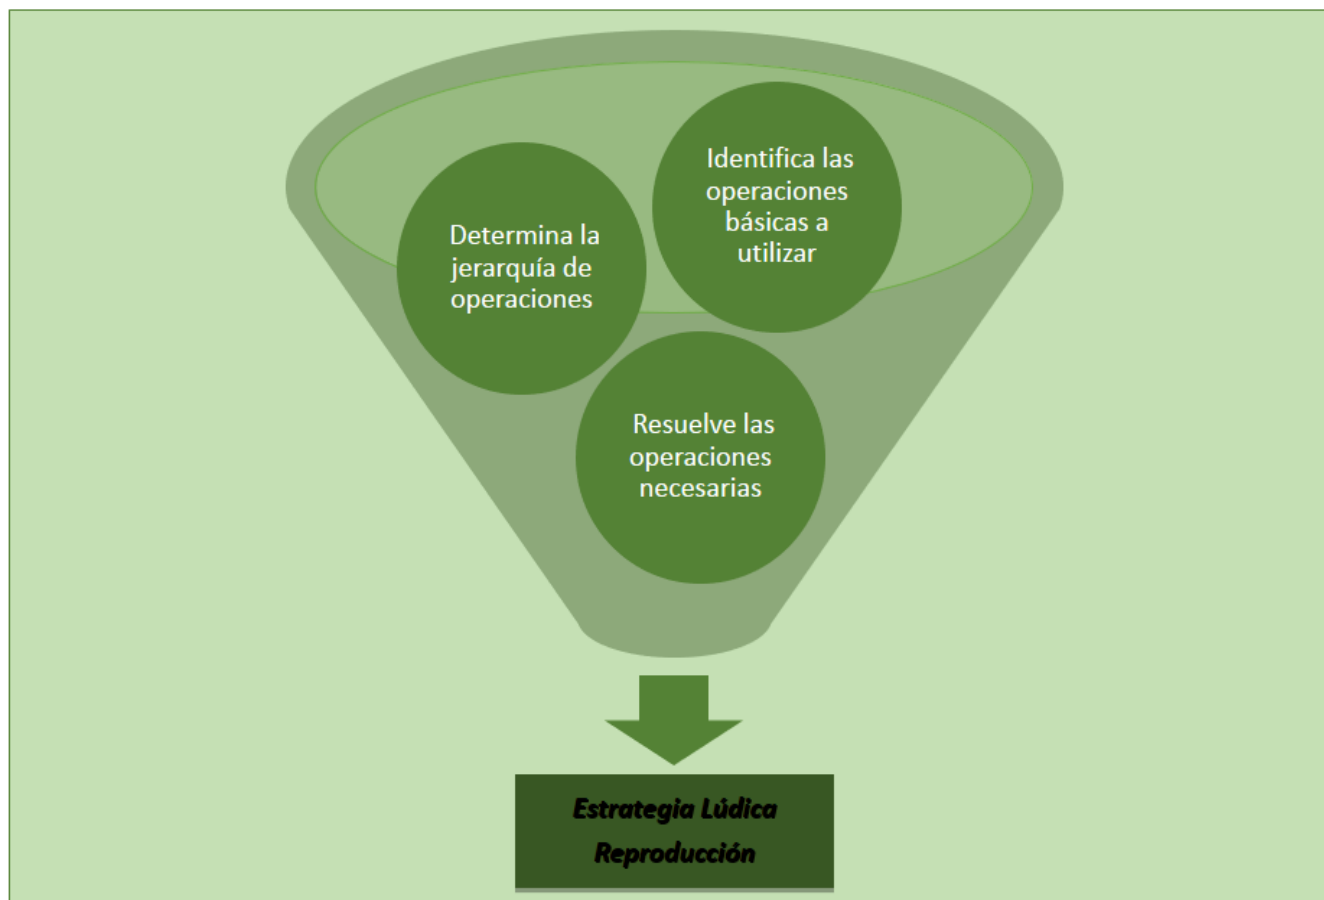 Identifica las
operaciones
básicas a
utilizar
Determina la
jerarquía de
operaciones
Resuelve las
operaciones
necesarias
Estrategia Lúdica
Reproducción